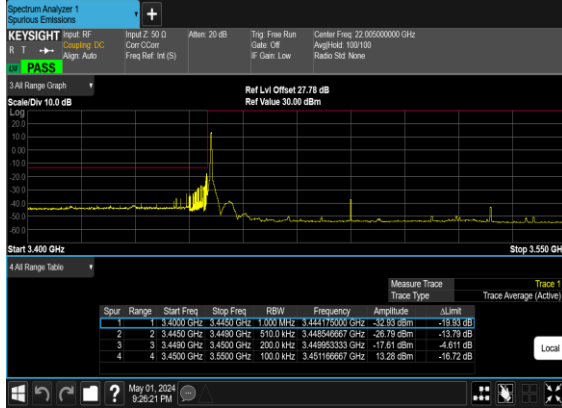 Spectrum Analyzer 1
Spurious Emissions
+
KEYSIGHT Input: RF Input Z: 50 Ω Atten: 20 dB Trig: Free Run Center Freq: 22.005000000 GHz
R T Coupling: DC Corr CCorr Gate: Off Avg|Hold: 100/100
Align: Auto Freq Ref: Int (S) IF Gain: Low Radio Std: None
PASS
3 All Range Graph
Ref Lvl Offset 27.78 dB
Scale/Div 10.0 dB Ref Value 30.00 dBm
Log
20.0
10.0
0.00
-10.0
-20.0
-30.0
-40.0
-50.0
-60.0
Start 3.400 GHz Stop 3.550 GH
4 All Range Table
Measure Trace Trace 1
Trace Type Trace Average (Active)
Spur Range Start Freq Stop Freq RBW Frequency Amplitude ΔLimit
1 1 3.4000 GHz 3.4450 GHz 1.000 MHz 3.444175000 GHz -32.93 dBm -19.93 dB
2 2 3.4450 GHz 3.4490 GHz 510.0 kHz 3.448546667 GHz -26.79 dBm -13.79 dB
3 3 3.4490 GHz 3.4500 GHz 200.0 kHz 3.449953333 GHz -17.61 dBm -4.611 dB
4 4 3.4500 GHz 3.5500 GHz 100.0 kHz 3.451166667 GHz 13.28 dBm -16.72 dB
Local
?
May 01, 2024
9:26:21 PM